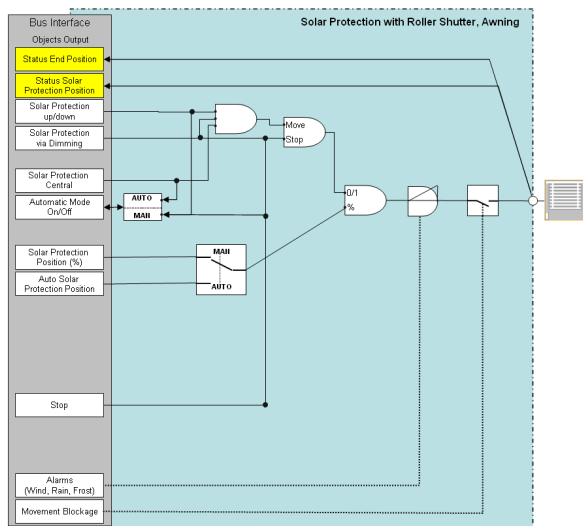 Bus Interface
Solar Protection with Roller Shutter, Awning
Objects Output
Status End Position
Status Solar
Protection Position
Solar Protection
up/down
Solar Protection
via Dimming
Move
Stop
Solar Protection
Central
Automatic Mode
On/Off
AUTO
MAN
0/1
%
Solar Protection
Position (%)
Auto Solar
Protection Position
MAN
AUTO
Stop
Alarms
(Wind, Rain, Frost)
Movement Blockage